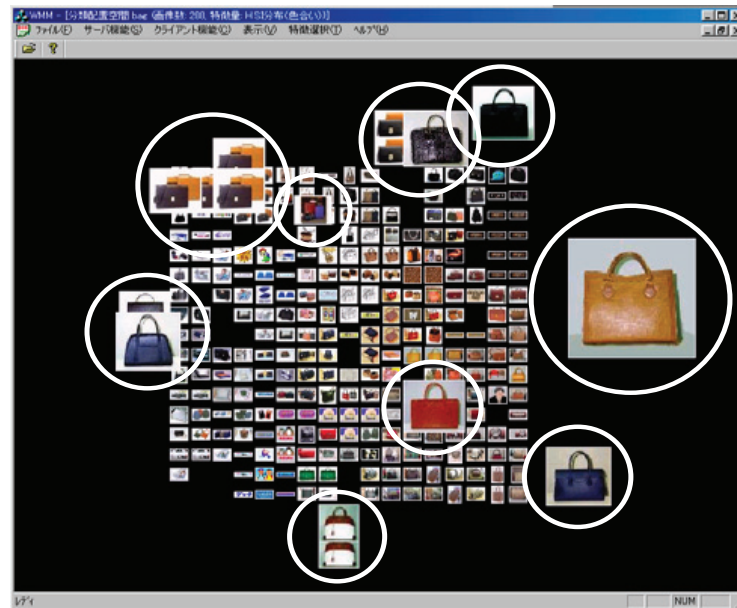 WMM - [分類配置空間 bag (画像数: 200, 特徴量: HSI分布(色合い))]
ファイル(F) サーバ機能(S) クライアント機能(C) 表示(V) 特徴選択(T) ヘルプ(H)
レディ
NUM